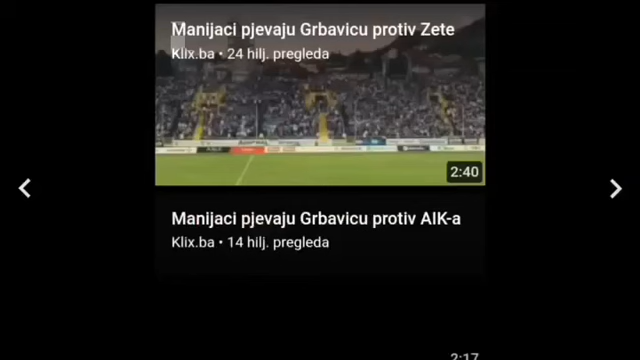 Manijaci pjevaju Grbavicu protiv Zete
Klix.ba • 24 hilj. pregleda
2:40
Manijaci pjevaju Grbavicu protiv AIK-a
Klix.ba • 14 hilj. pregleda
2:17